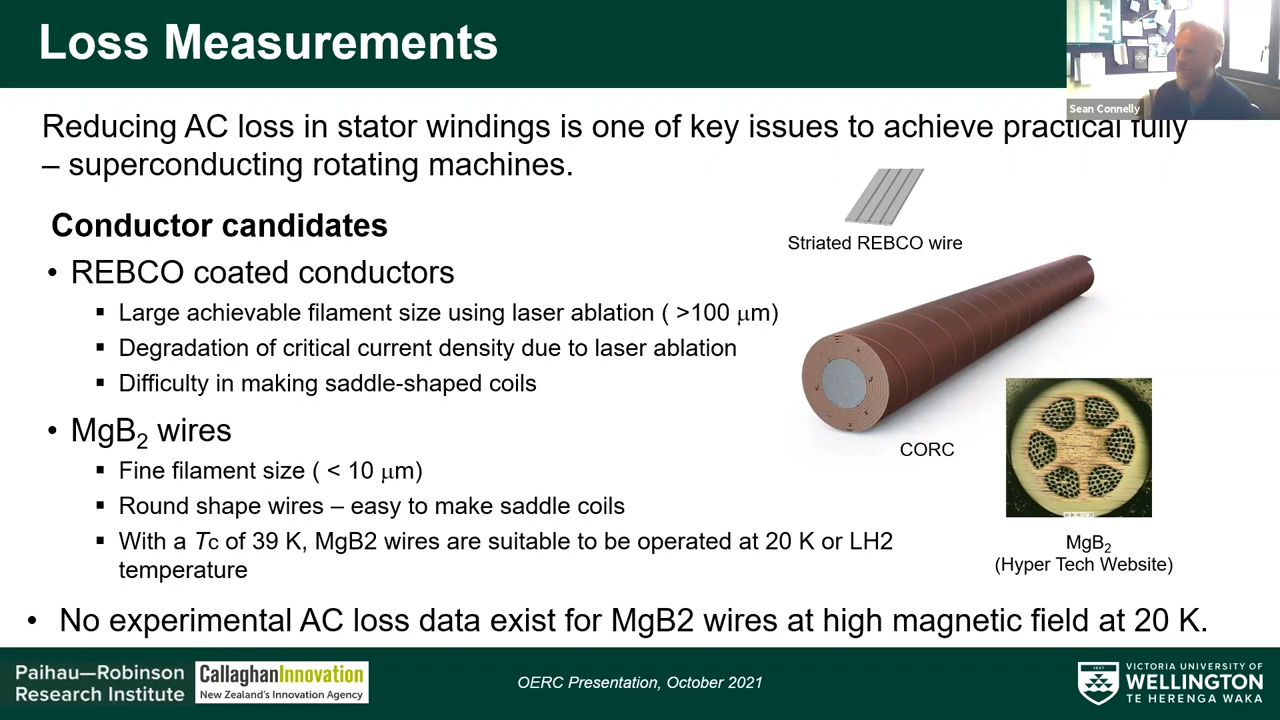 Loss Measurements
Sean Connelly
Reducing AC loss in stator windings is one of key issues to achieve practical fully
– superconducting rotating machines.
Striated REBCO wire
Conductor candidates
• REBCO coated conductors
▪ Large achievable filament size using laser ablation ( >100 μm)
▪ Degradation of critical current density due to laser ablation
▪ Difficulty in making saddle-shaped coils
• MgB₂ wires
CORC
▪ Fine filament size ( < 10 μm)
▪ Round shape wires – easy to make saddle coils
▪ With a Tc of 39 K, MgB2 wires are suitable to be operated at 20 K or LH2
temperature
MgB₂
(Hyper Tech Website)
• No experimental AC loss data exist for MgB2 wires at high magnetic field at 20 K.
Paihau—Robinson
Research Institute
CallaghanInnovation
New Zealand's Innovation Agency
OERC Presentation, October 2021
1897
VICTORIA UNIVERSITY OF
WELLINGTON
TE HERENGA WAKA